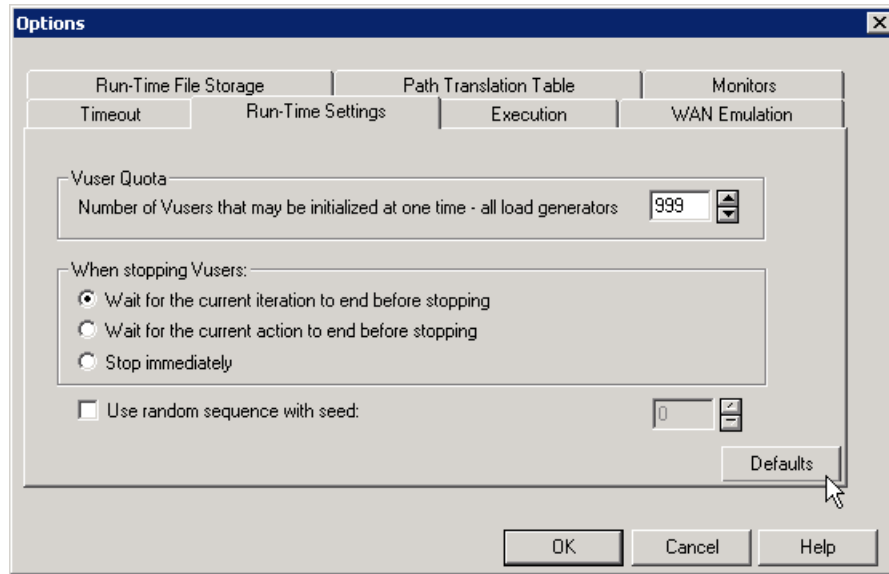 Options
Run-Time File Storage
Path Translation Table
Monitors
Timeout
Run-Time Settings
Execution
WAN Emulation
Vuser Quota
Number of Vusers that may be initialized at one time - all load generators
999
When stopping Vusers:
Wait for the current iteration to end before stopping
Wait for the current action to end before stopping
Stop immediately
Use random sequence with seed:
0
Defaults
OK
Cancel
Help